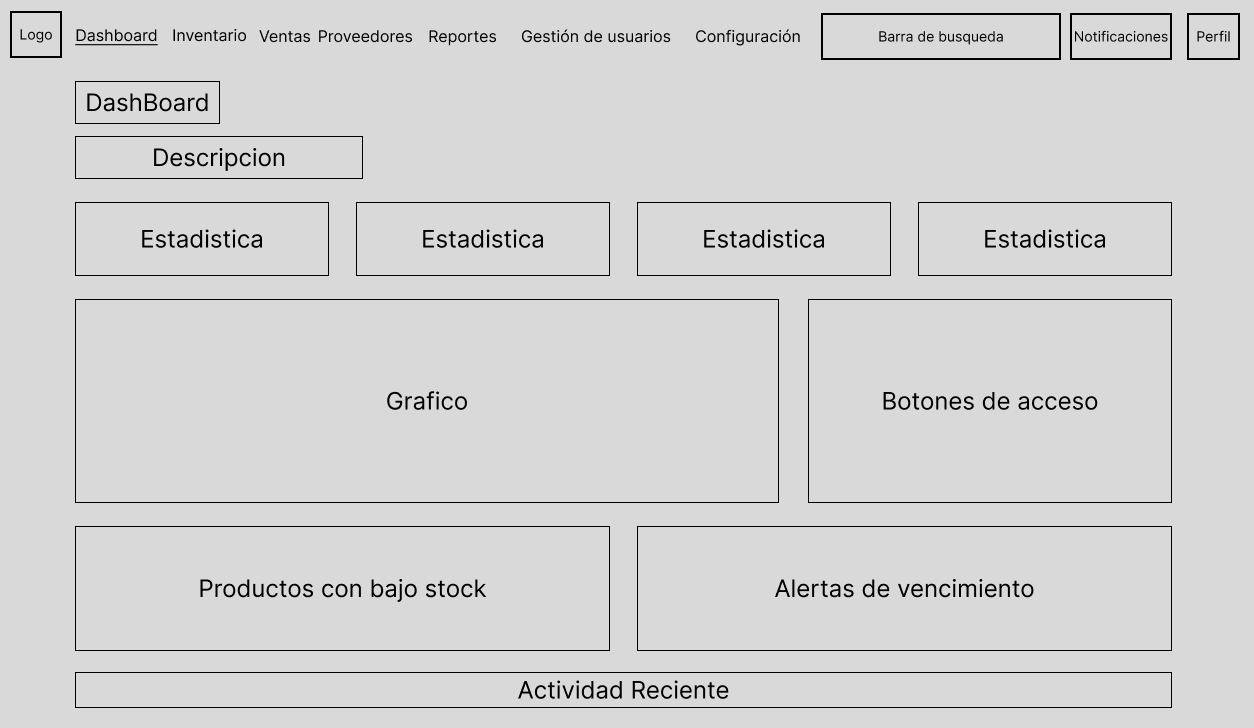 Logo Dashboard Inventario Ventas Proveedores Reportes Gestión de usuarios Configuración Barra de busqueda Notificaciones Perfil
DashBoard
Descripcion
Estadistica Estadistica Estadistica Estadistica
Grafico Botones de acceso
Productos con bajo stock Alertas de vencimiento
Actividad Reciente